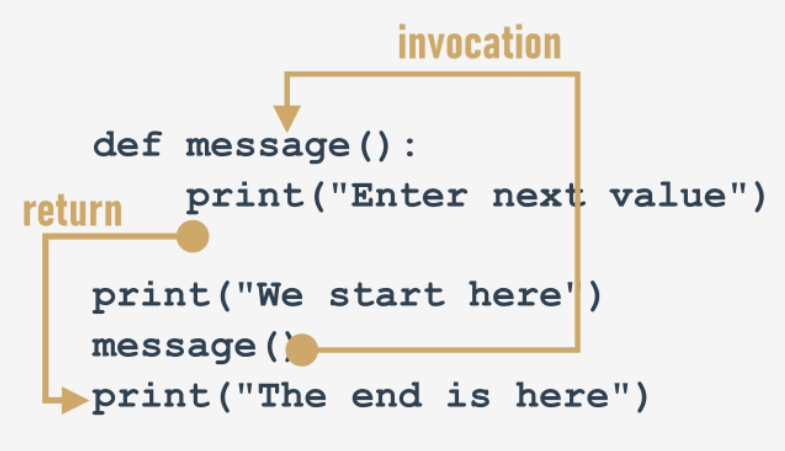 invocation
def message():
    print("Enter next value")
return
print("We start here")
message()
print("The end is here")